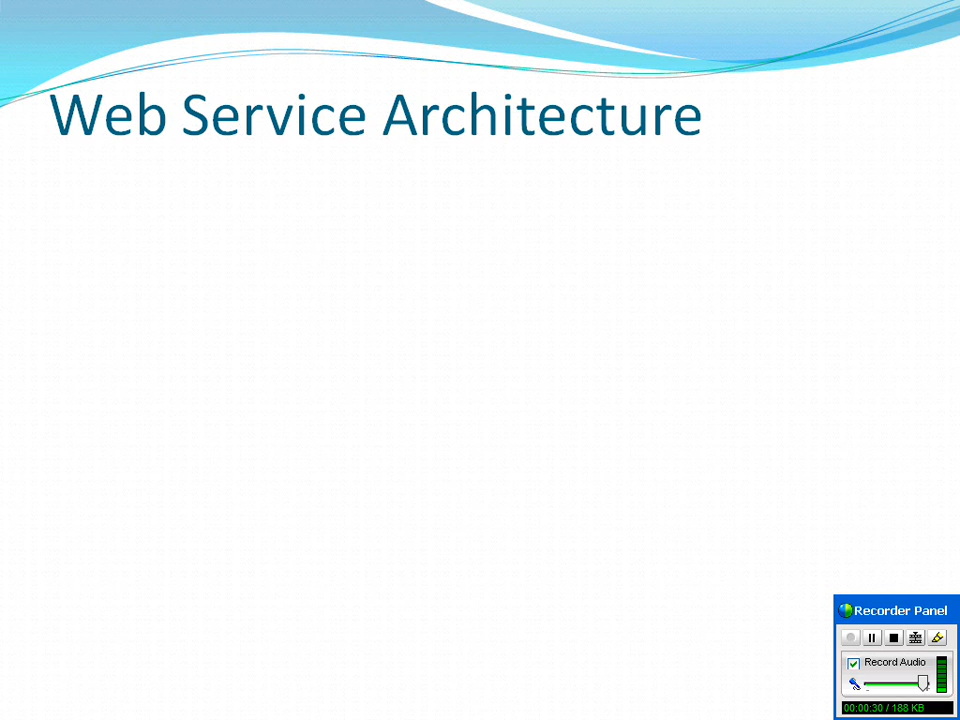 Web Service Architecture
Recorder Panel
Record Audio
00:00:30 / 188 KB